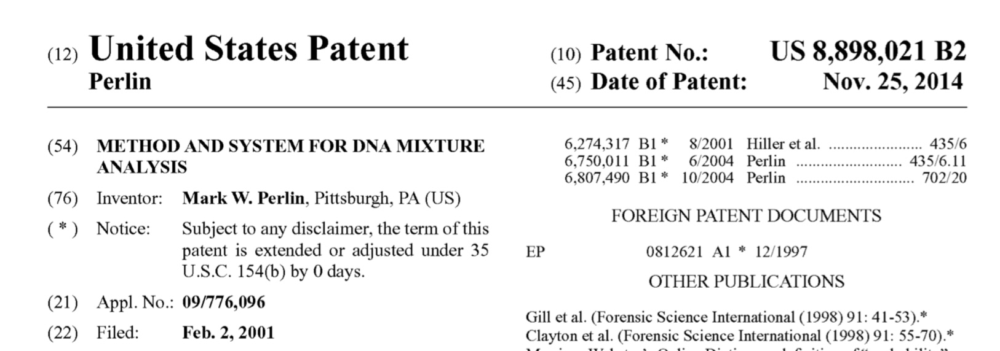 (12) United States Patent
Perlin
(10) Patent No.: US 8,898,021 B2
(45) Date of Patent: Nov. 25, 2014
(54) METHOD AND SYSTEM FOR DNA MIXTURE
ANALYSIS
(76) Inventor: Mark W. Perlin, Pittsburgh, PA (US)
( * ) Notice: Subject to any disclaimer, the term of this
patent is extended or adjusted under 35
U.S.C. 154(b) by 0 days.
(21) Appl. No.: 09/776,096
(22) Filed: Feb. 2, 2001
6,274,317 B1 * 8/2001 Hiller et al. ...................... 435/6
6,750,011 B1 * 6/2004 Perlin ......................... 435/6.11
6,807,490 B1 * 10/2004 Perlin ............................ 702/20
FOREIGN PATENT DOCUMENTS
EP 0812621 A1 * 12/1997
OTHER PUBLICATIONS
Gill et al. (Forensic Science International (1998) 91: 41-53).*
Clayton et al. (Forensic Science International (1998) 91: 55-70).*